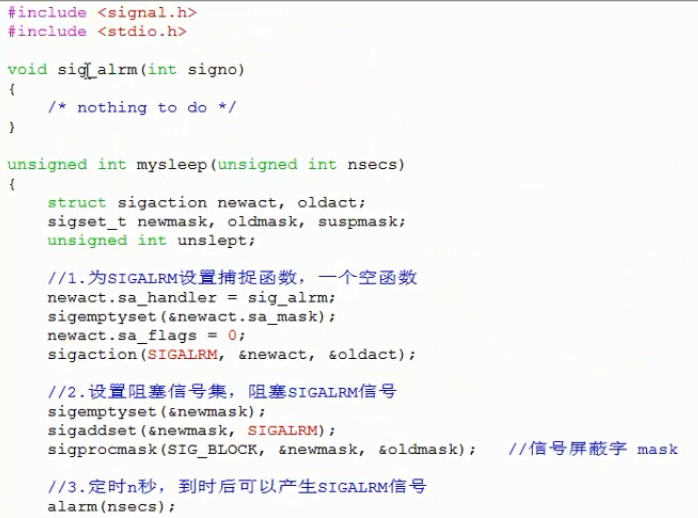 #include <signal.h>
#include <stdio.h>
void sig_alrm(int signo)
{
/* nothing to do */
}
unsigned int mysleep(unsigned int nsecs)
{
struct sigaction newact, oldact;
sigset_t newmask, oldmask, suspmask;
unsigned int unslept;
//1.为SIGALRM设置捕捉函数，一个空函数
newact.sa_handler = sig_alrm;
sigemptyset(&newact.sa_mask);
newact.sa_flags = 0;
sigaction(SIGALRM, &newact, &oldact);
//2.设置阻塞信号集，阻塞SIGALRM信号
sigemptyset(&newmask);
sigaddset(&newmask, SIGALRM);
sigprocmask(SIG_BLOCK, &newmask, &oldmask);   //信号屏蔽字 mask
//3.定时n秒，到时后可以产生SIGALRM信号
alarm(nsecs);